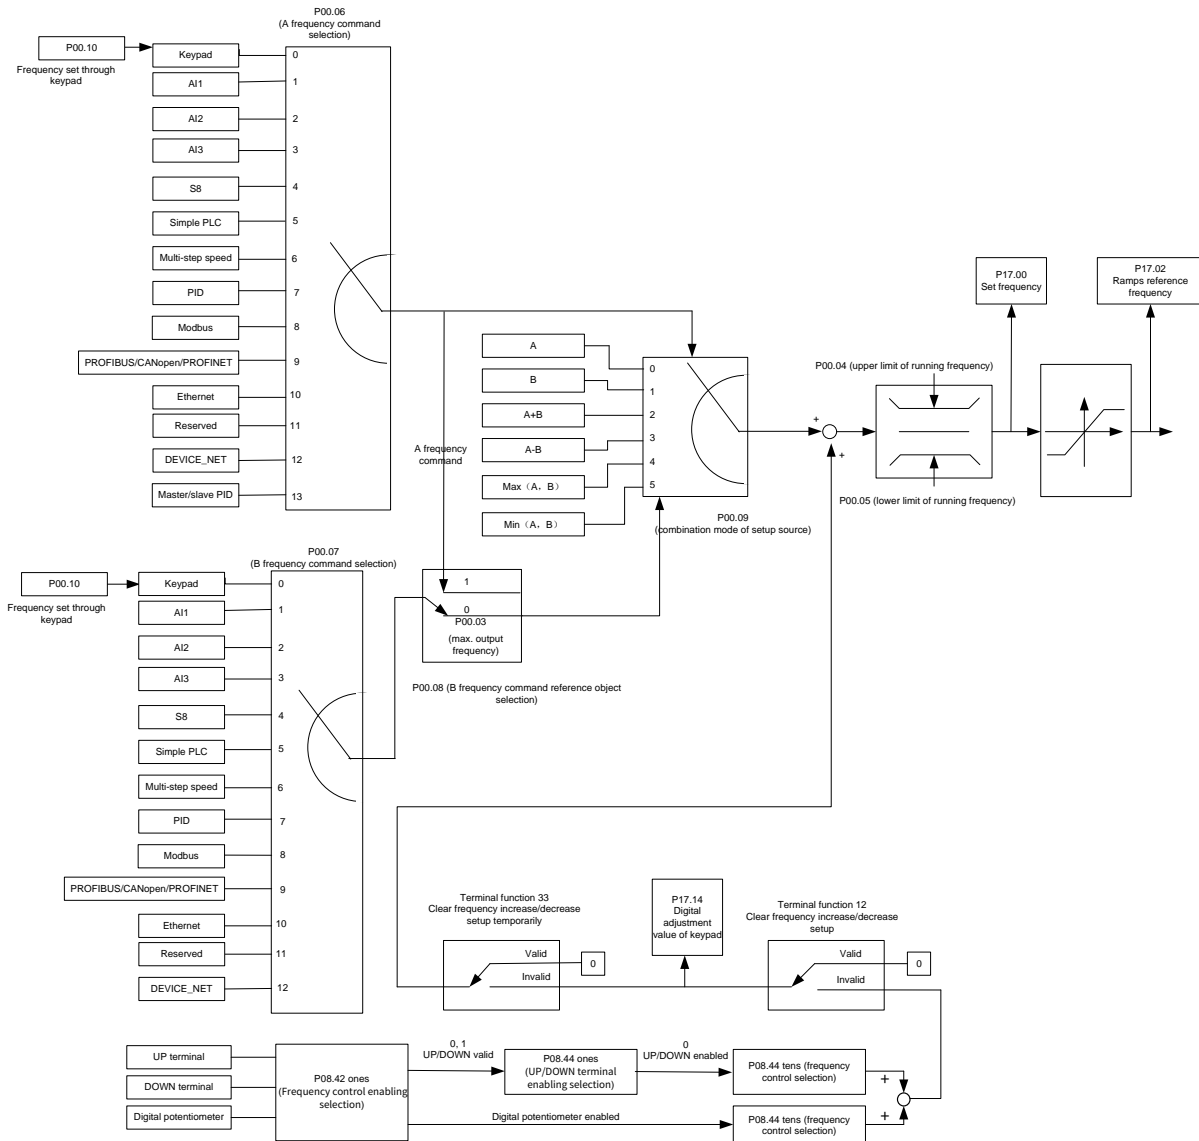 P00.06
(A frequency command
selection)
P00.10
Frequency set through
keypad
Keypad
0
AI1
1
AI2
2
AI3
3
S8
4
Simple PLC
5
Multi-step speed
6
PID
7
Modbus
8
PROFIBUS/CANopen/PROFINET
9
Ethernet
10
Reserved
11
DEVICE_NET
12
Master/slave PID
13
A frequency
command
A
0
B
1
A+B
2
A-B
3
Max（A，B）
4
Min（A，B）
5
P00.09
(combination mode of setup source)
+
+
P00.04 (upper limit of running frequency)
P00.05 (lower limit of running frequency)
P17.00
Set frequency
P17.02
Ramps reference
frequency
P00.07
(B frequency command selection)
P00.10
Frequency set through
keypad
Keypad
0
AI1
1
AI2
2
AI3
3
S8
4
Simple PLC
5
Multi-step speed
6
PID
7
Modbus
8
PROFIBUS/CANopen/PROFINET
9
Ethernet
10
Reserved
11
DEVICE_NET
12
1
0
P00.03
(max. output
frequency)
P00.08 (B frequency command reference object
selection)
Terminal function 33
Clear frequency increase/decrease
setup temporarily
Valid
Invalid
0
P17.14
Digital
adjustment
value of keypad
Terminal function 12
Clear frequency increase/decrease
setup
Valid
Invalid
0
UP terminal
DOWN terminal
Digital potentiometer
P08.42 ones
(Frequency control enabling
selection)
0, 1
UP/DOWN valid
P08.44 ones
(UP/DOWN terminal
enabling selection)
0
UP/DOWN enabled
P08.44 tens (frequency
control selection)
+
Digital potentiometer enabled
P08.44 tens (frequency
control selection)
+